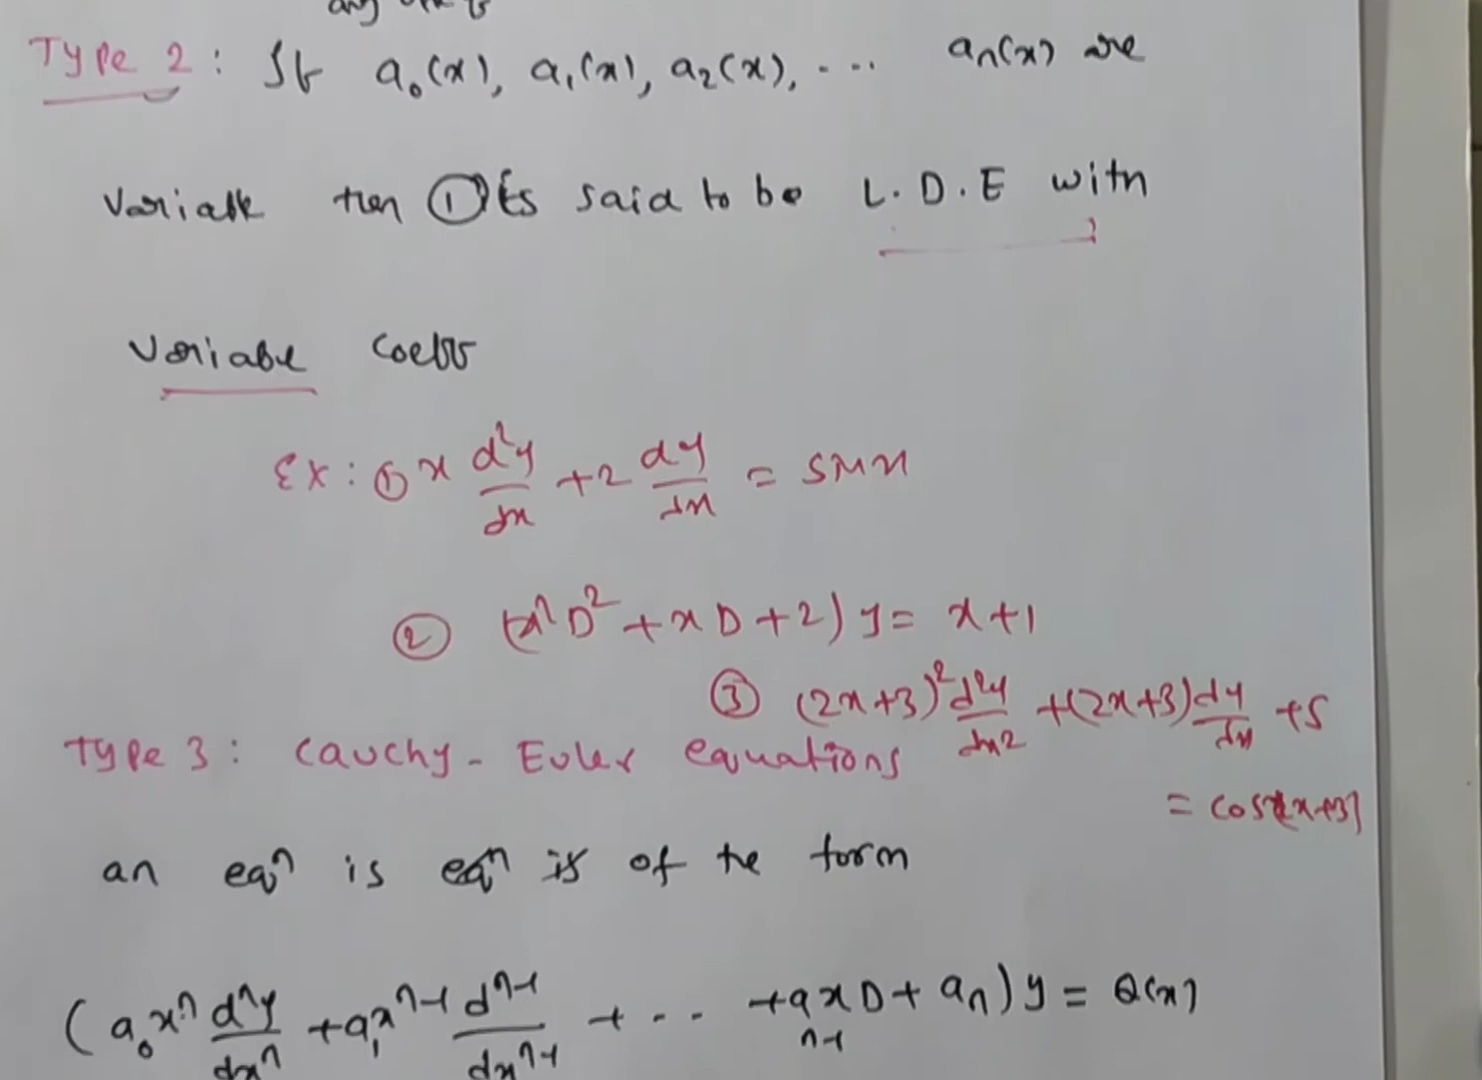 Type 2: If a₀(x), a₁(x), a₂(x), ... aₙ(x) are
variable then ① is said to be L.D.E with
variable coeff
Ex: ① x d²y/dx + 2 dy/dx = sinx
② (x²D² + xD + 2) y = x+1
③ (2x+3)² d²y/dx² + (2x+3) dy/dx + 5
Type 3: Cauchy - Euler equations
= cos(2x+3)
an eqⁿ is eqⁿ is of the form
(a₀xⁿ dⁿy/dxⁿ + a₁xⁿ⁻¹ dⁿ⁻¹/dxⁿ⁻¹ + ... + aₙ₋₁xD + aₙ) y = Q(x)